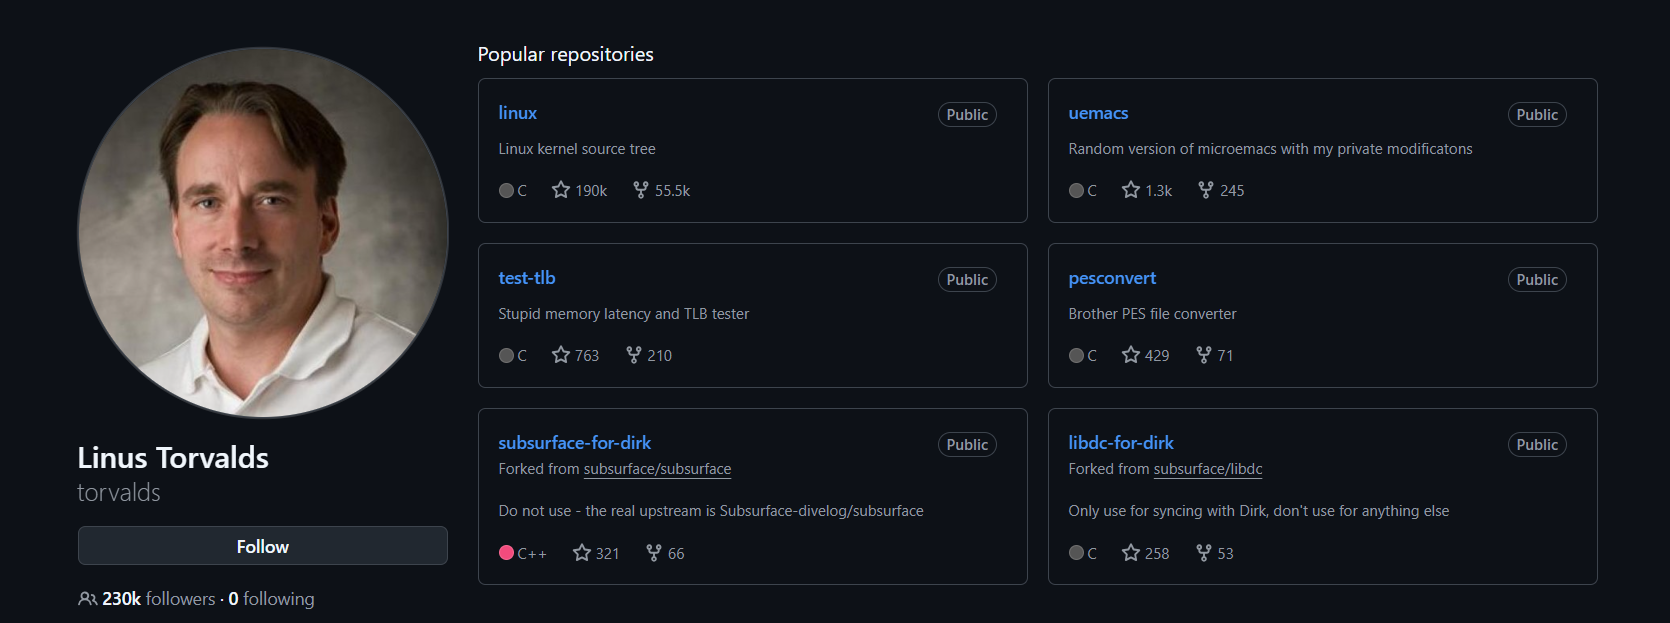 Linus Torvalds
torvalds
Follow
230k followers · 0 following
Popular repositories
linux
Public
Linux kernel source tree
C 190k 55.5k
uemacs
Public
Random version of microemacs with my private modificatons
C 1.3k 245
test-tlb
Public
Stupid memory latency and TLB tester
C 763 210
pesconvert
Public
Brother PES file converter
C 429 71
subsurface-for-dirk
Public
Forked from subsurface/subsurface
Do not use - the real upstream is Subsurface-divelog/subsurface
C++ 321 66
libdc-for-dirk
Public
Forked from subsurface/libdc
Only use for syncing with Dirk, don't use for anything else
C 258 53